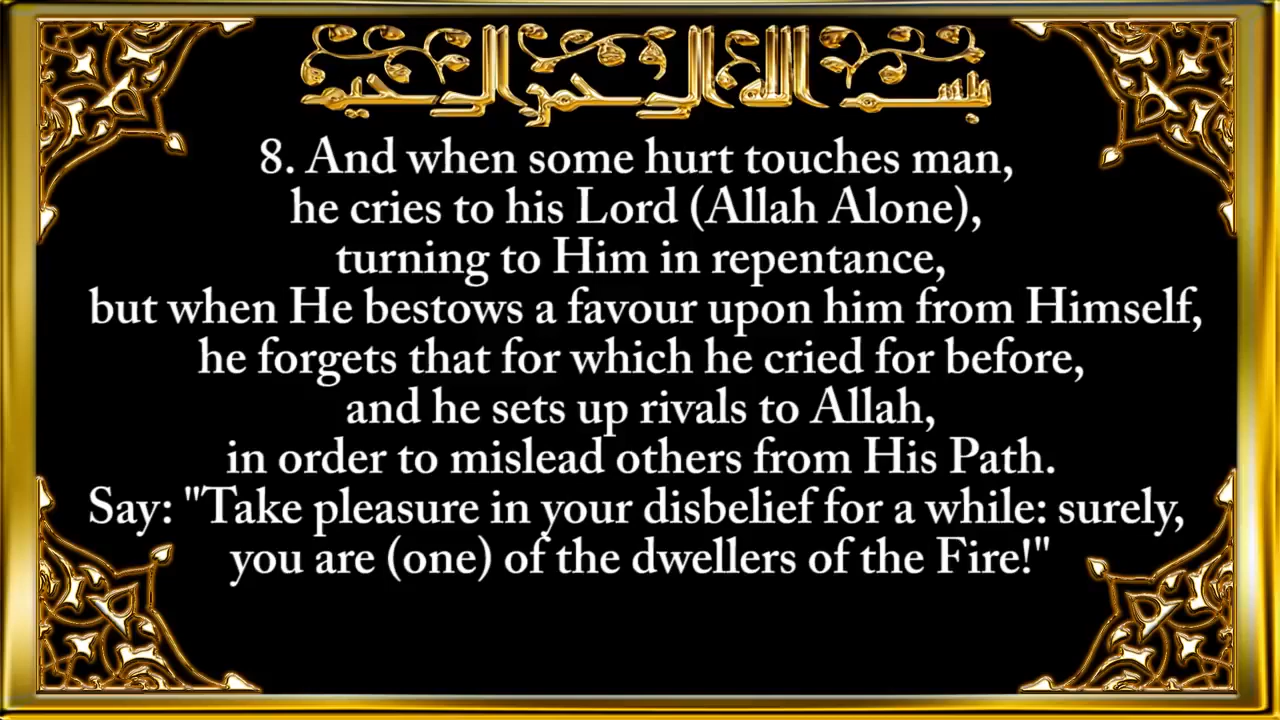 بسم الله الرحمن الرحيم
8. And when some hurt touches man,
he cries to his Lord (Allah Alone),
turning to Him in repentance,
but when He bestows a favour upon him from Himself,
he forgets that for which he cried for before,
and he sets up rivals to Allah,
in order to mislead others from His Path.
Say: "Take pleasure in your disbelief for a while: surely,
you are (one) of the dwellers of the Fire!"